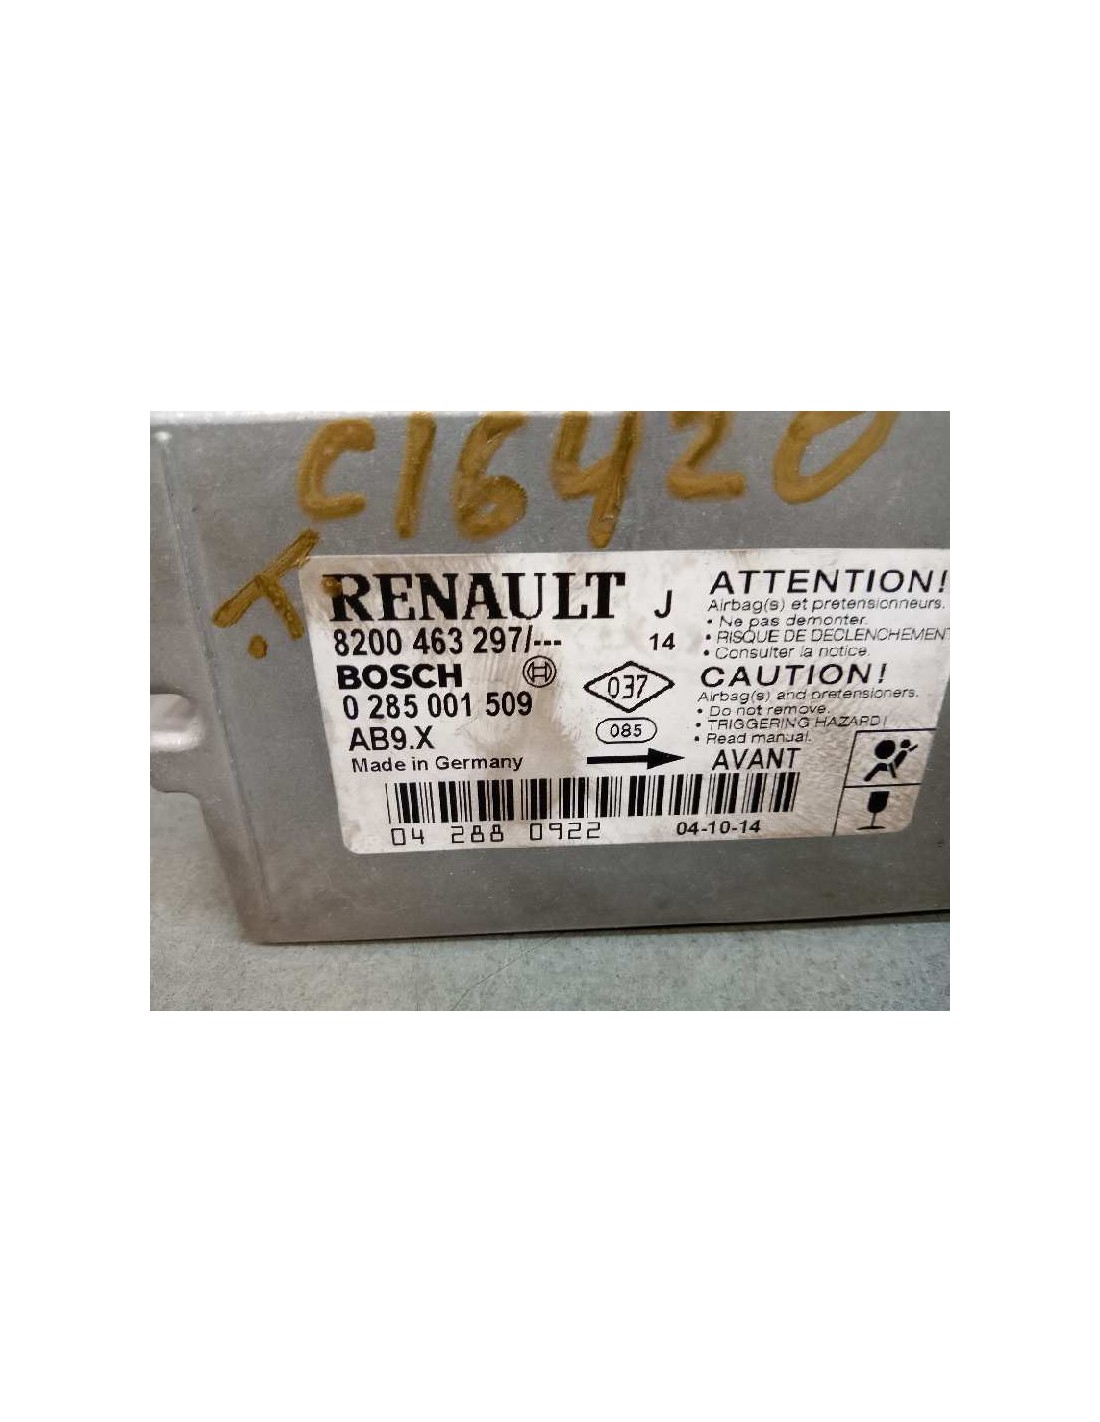 C16420
T.
RENAULT J
8200 463 297/--- 14
BOSCH
0 285 001 509
AB9.X
Made in Germany
037
085
AVANT
ATTENTION!
Airbag(s) et pretensionneurs.
• Ne pas demonter.
• RISQUE DE DECLENCHEMENT
• Consulter la notice.
CAUTION!
Airbag(s) and pretensioners.
• Do not remove.
• TRIGGERING HAZARD!
• Read manual.
04 288 0922
04-10-14